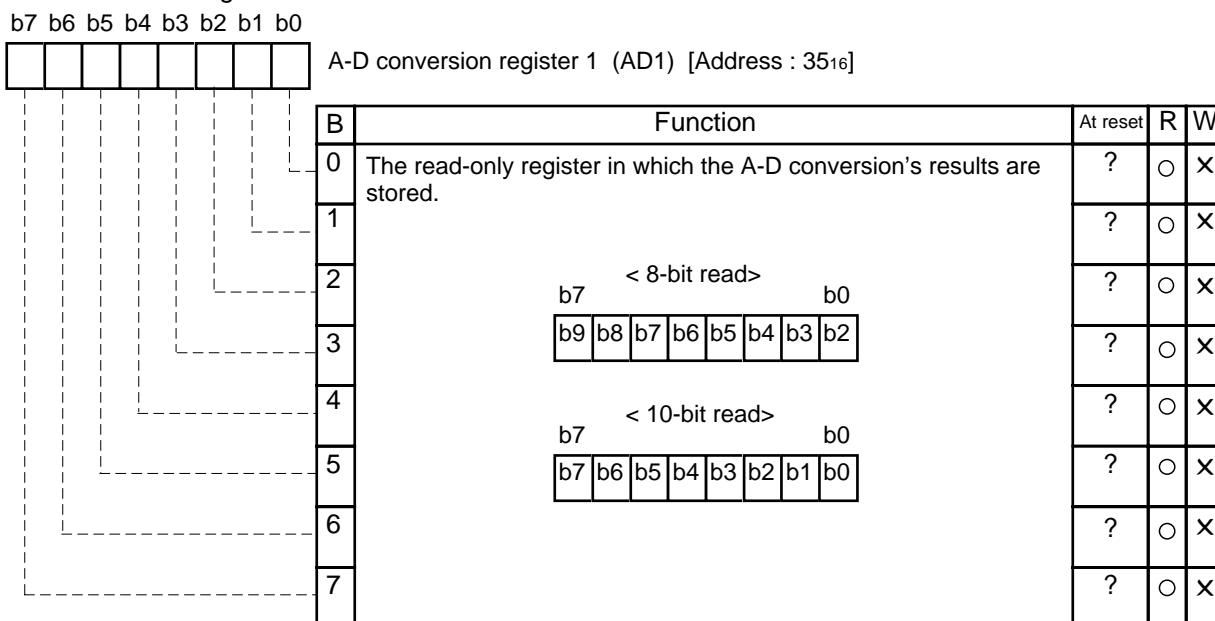 b7 b6 b5 b4 b3 b2 b1 b0
A-D conversion register 1 (AD1) [Address : 35₁₆]
B Function At reset R W
0 The read-only register in which the A-D conversion’s results are stored. ? ○ ×
1 ? ○ ×
2 ? ○ ×
< 8-bit read>
b7 b0
b9 b8 b7 b6 b5 b4 b3 b2
3 ? ○ ×
4 ? ○ ×
< 10-bit read>
b7 b0
b7 b6 b5 b4 b3 b2 b1 b0
5 ? ○ ×
6 ? ○ ×
7 ? ○ ×